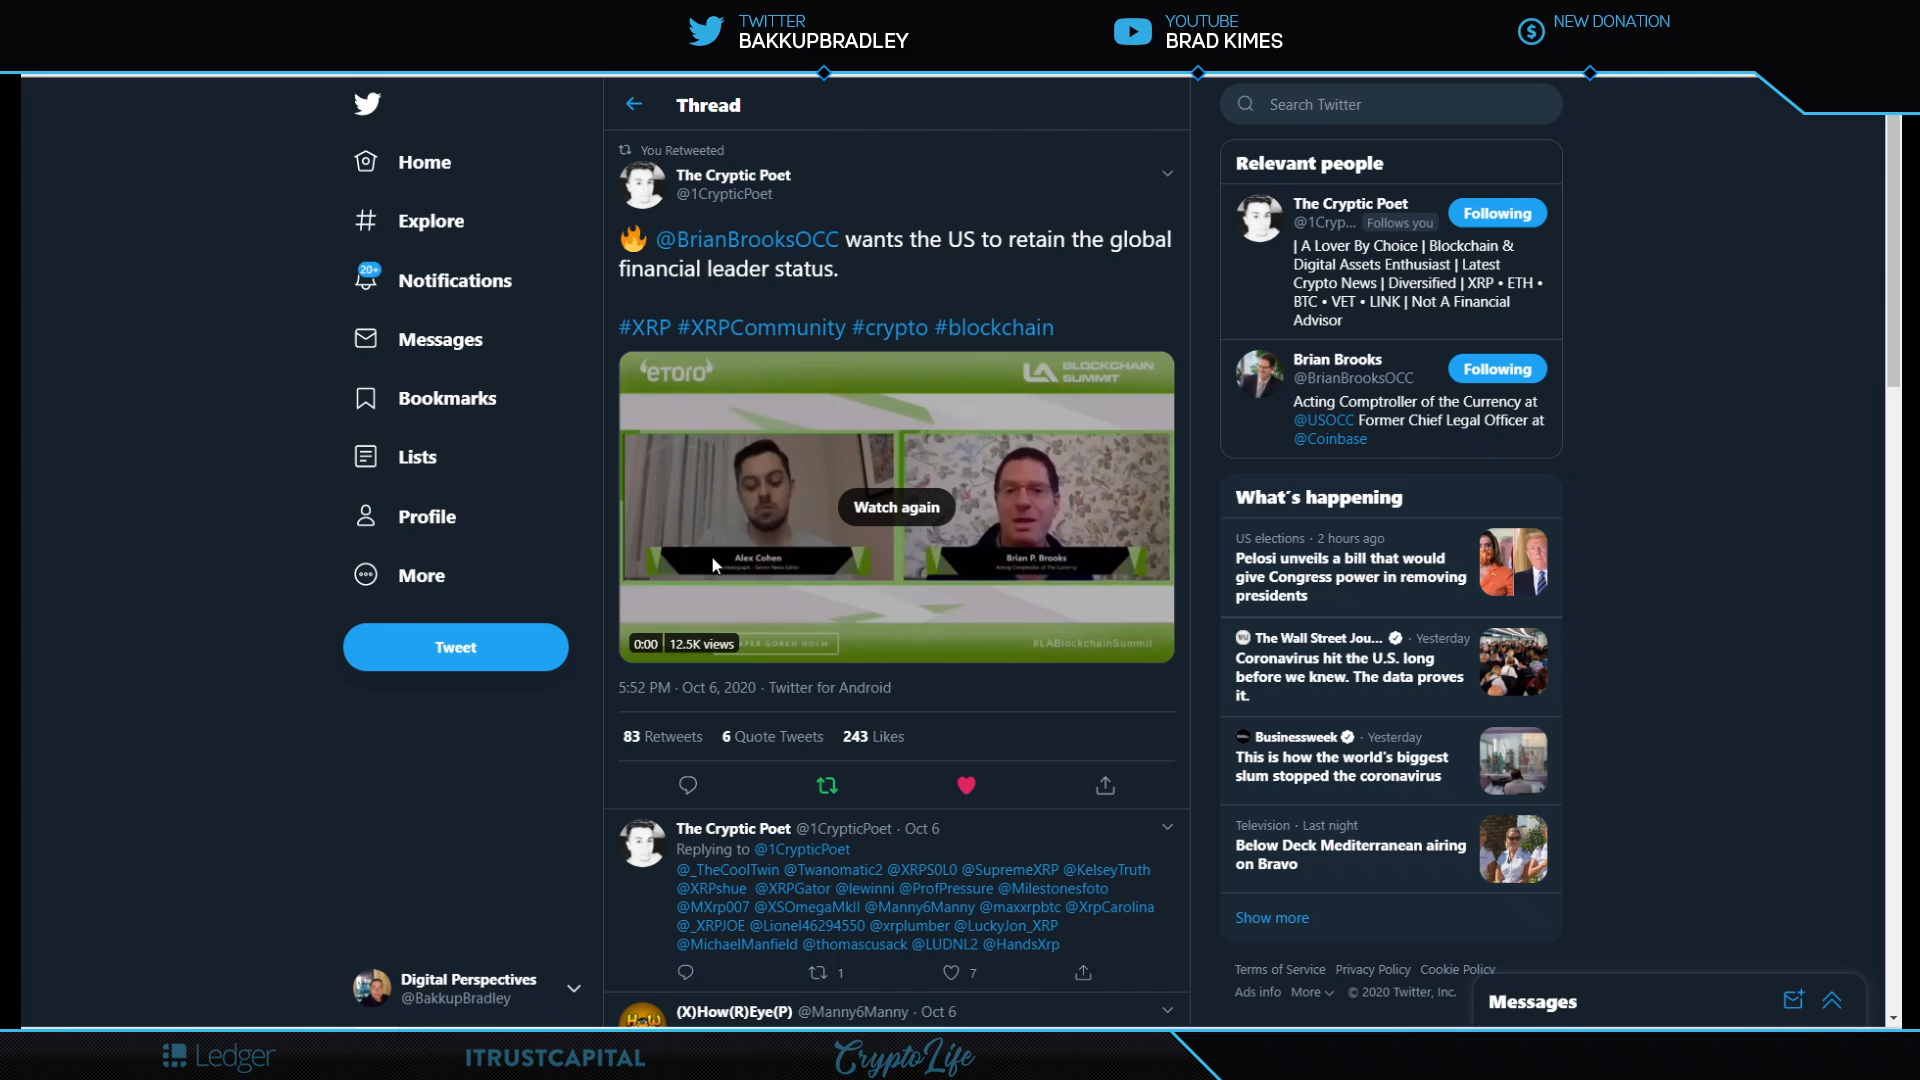 TWITTER
BAKKUPBRADLEY
YOUTUBE
BRAD KIMES
NEW DONATION
Home
Explore
20+
Notifications
Messages
Bookmarks
Lists
Profile
More
Tweet
Digital Perspectives
@BakkupBradley
Thread
You Retweeted
The Cryptic Poet
@1CrypticPoet
@BrianBrooksOCC wants the US to retain the global
financial leader status.
#XRP #XRPCommunity #crypto #blockchain
eToro
LA BLOCKCHAIN
SUMMIT
Watch again
Alex Cohen
Brian P. Brooks
Acting Comptroller of The Currency
0:00 12.5K views
#LABlockchainSummit
5:52 PM · Oct 6, 2020 · Twitter for Android
83 Retweets 6 Quote Tweets 243 Likes
The Cryptic Poet @1CrypticPoet · Oct 6
Replying to @1CrypticPoet
@_TheCoolTwin @Twanomatic2 @XRPS0L0 @SupremeXRP @KelseyTruth
@XRPshue @XRPGator @lewinni @ProfPressure @Milestonesfoto
@MXrp007 @XSOmegaMkII @Manny6Manny @maxxrpbtc @XrpCarolina
@_XRPJOE @Lionel46294550 @xrplumber @LuckyJon_XRP
@MichaelManfield @thomascusack @LUDNL2 @HandsXrp
1 7
(X)How(R)Eye(P) @Manny6Manny · Oct 6
Search Twitter
Relevant people
The Cryptic Poet
@1Cryp... Follows you
Following
| A Lover By Choice | Blockchain &
Digital Assets Enthusiast | Latest
Crypto News | Diversified | XRP • ETH •
BTC • VET • LINK | Not A Financial
Advisor
Brian Brooks
@BrianBrooksOCC
Following
Acting Comptroller of the Currency at
@USOCC Former Chief Legal Officer at
@Coinbase
What's happening
US elections · 2 hours ago
Pelosi unveils a bill that would
give Congress power in removing
presidents
The Wall Street Jou... · Yesterday
Coronavirus hit the U.S. long
before we knew. The data proves
it.
Businessweek · Yesterday
This is how the world's biggest
slum stopped the coronavirus
Television · Last night
Below Deck Mediterranean airing
on Bravo
Show more
Terms of Service Privacy Policy Cookie Policy
Ads info More © 2020 Twitter, Inc.
Messages
Ledger
ITRUSTCAPITAL
CryptoLife